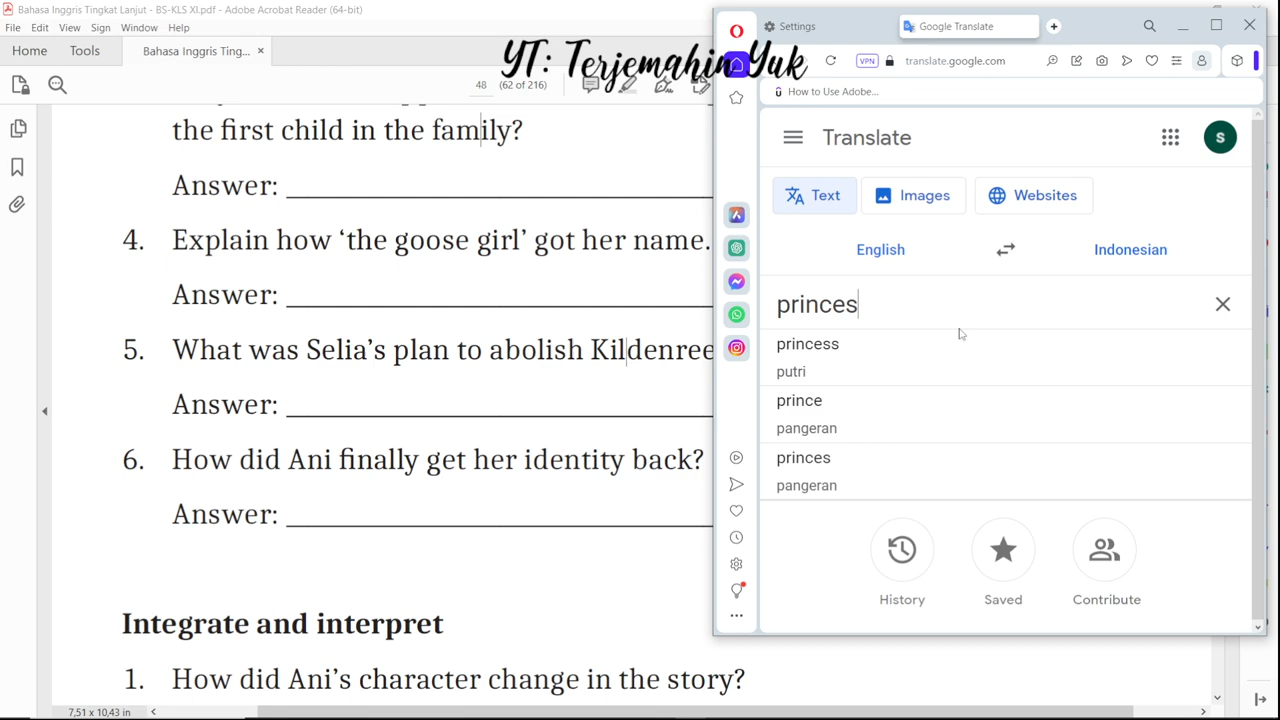 Bahasa Inggris Tingkat Lanjut - BS-KLS XI.pdf - Adobe Acrobat Reader (64-bit)
File Edit View Sign Window Help
Home Tools Bahasa Inggris Ting... ×
48 (62 of 216)
YT: Terjemahin Yuk
the first child in the family?
Answer:
4. Explain how ‘the goose girl’ got her name.
Answer:
5. What was Selia’s plan to abolish Kildenree
Answer:
6. How did Ani finally get her identity back?
Answer:
Integrate and interpret
1. How did Ani’s character change in the story?
7,51 x 10,43 in
Settings
Google Translate
VPN
translate.google.com
How to Use Adobe...
Translate
S
Text Images Websites
English Indonesian
princes
princess
putri
prince
pangeran
princes
pangeran
History Saved Contribute